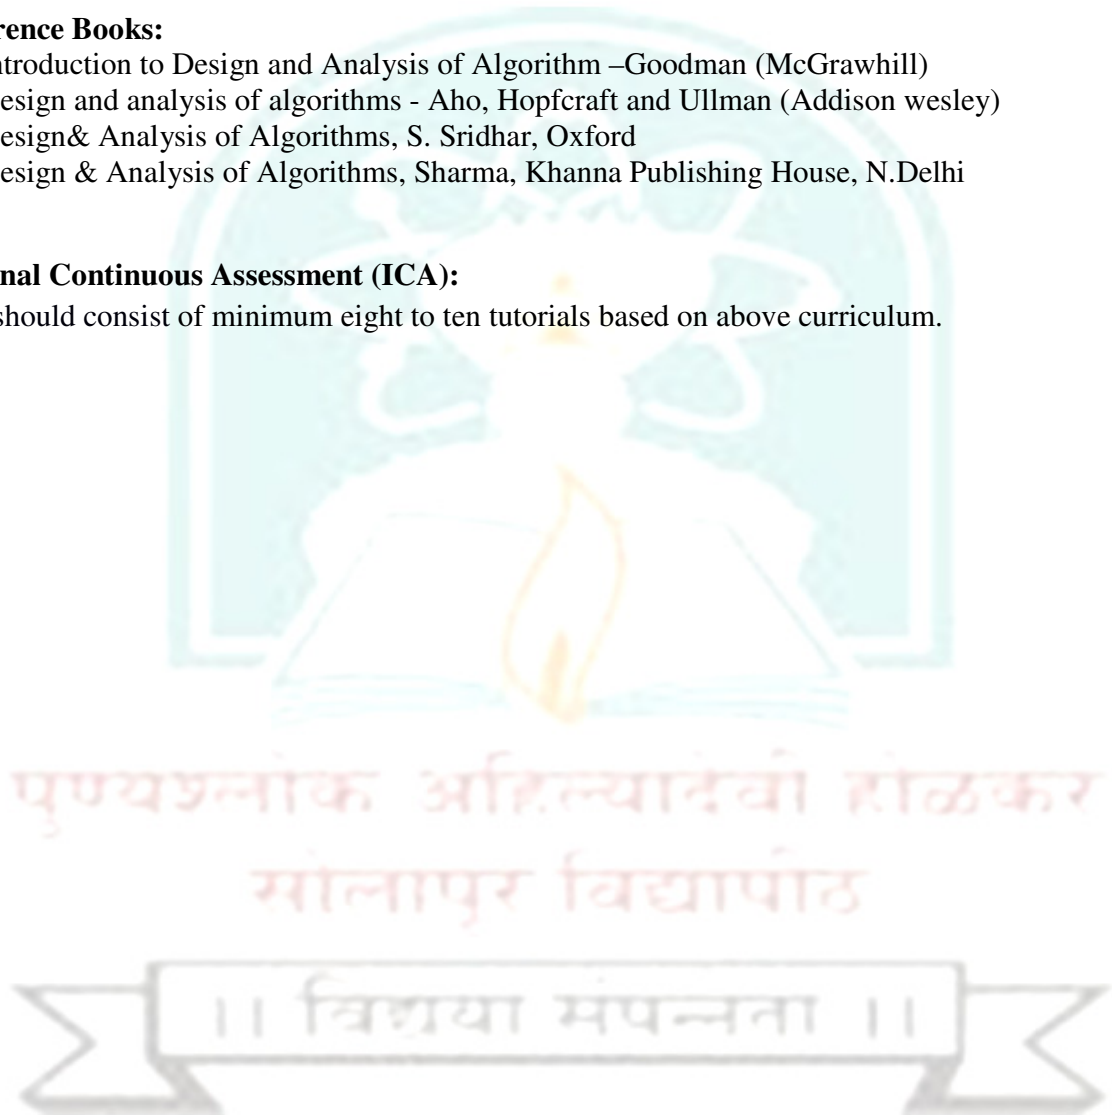 rence Books:
ntroduction to Design and Analysis of Algorithm –Goodman (McGrawhill)
esign and analysis of algorithms - Aho, Hopfcraft and Ullman (Addison wesley)
esign& Analysis of Algorithms, S. Sridhar, Oxford
esign & Analysis of Algorithms, Sharma, Khanna Publishing House, N.Delhi
nal Continuous Assessment (ICA):
should consist of minimum eight to ten tutorials based on above curriculum.
पुण्यश्लोक अहिल्यादेवी होळकर
सोलापूर विद्यापीठ
।। विद्यया संपन्नता ।।